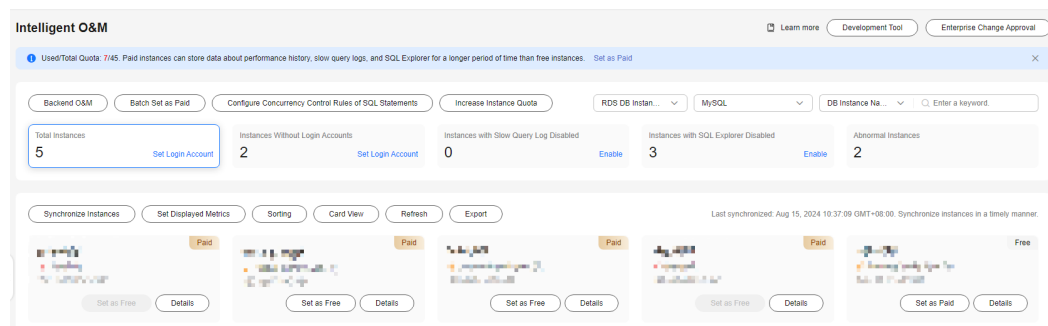 Intelligent O&M Learn more Development Tool Enterprise Change Approval
Used/Total Quota: 7/45. Paid instances can store data about performance history, slow query logs, and SQL Explorer for a longer period of time than free instances. Set as Paid
Backend O&M Batch Set as Paid Configure Concurrency Control Rules of SQL Statements Increase Instance Quota RDS DB Instan... MySQL DB Instance Na... Enter a keyword.
Total Instances Instances Without Login Accounts Instances with Slow Query Log Disabled Instances with SQL Explorer Disabled Abnormal Instances
5 Set Login Account 2 Set Login Account 0 Enable 3 Enable 2
Synchronize Instances Set Displayed Metrics Sorting Card View Refresh Export Last synchronized: Aug 15, 2024 10:37:09 GMT+08:00. Synchronize instances in a timely manner.
Paid Paid Paid Paid Free
Set as Free Details Set as Free Details Set as Free Details Set as Free Details Set as Paid Details